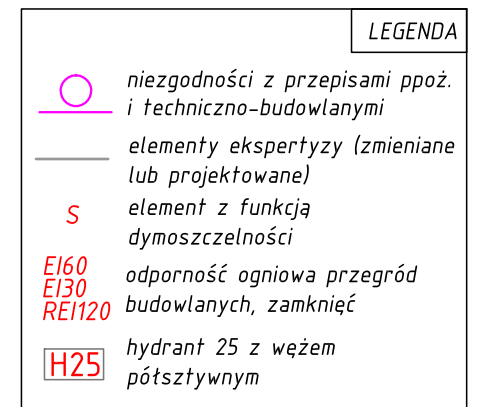 LEGENDA
niezgodności z przepisami ppoż.
i techniczno-budowlanymi
elementy ekspertyzy (zmieniane
lub projektowane)
S
element z funkcją
dymoszczelności
EI60
EI30
REI120
odporność ogniowa przegród
budowlanych, zamknięć
H25
hydrant 25 z wężem
półsztywnym